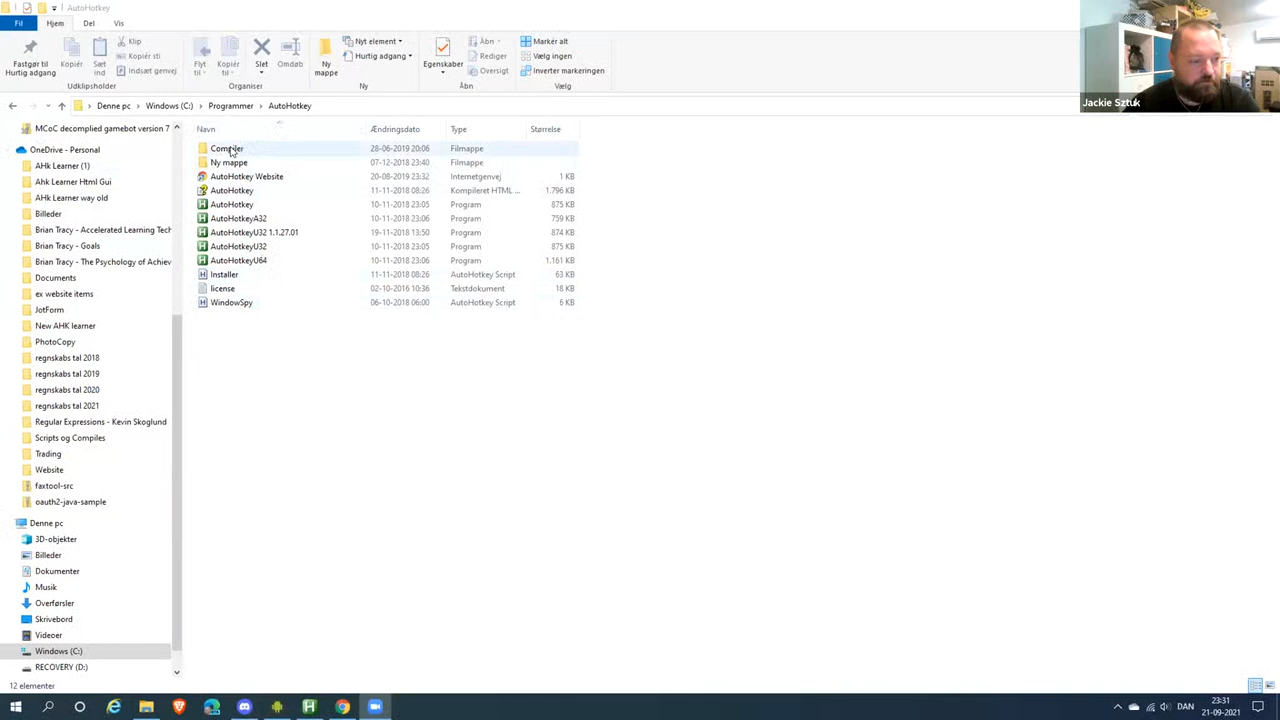 AutoHotkey
Fil
Hjem
Del
Vis
Fastgør til
Hurtig adgang
Kopiér
Sæt
ind
Klip
Kopiér sti
Indsæt genvej
Udklipsholder
Flyt
til
Kopiér
til
Slet
Omdøb
Organiser
Ny
mappe
Nyt element
Hurtig adgang
Ny
Egenskaber
Åbn
Rediger
Oversigt
Åbn
Markér alt
Vælg ingen
Inverter markeringen
Vælg
Jackie Sztuk
Denne pc > Windows (C:) > Programmer > AutoHotkey
Navn Ændringsdato Type Størrelse
Compiler 28-06-2019 20:06 Filmappe
Ny mappe 07-12-2018 23:40 Filmappe
AutoHotkey Website 20-08-2019 23:32 Internetgenvej 1 KB
AutoHotkey 11-11-2018 08:26 Kompileret HTML ... 1.796 KB
AutoHotkey 10-11-2018 23:05 Program 875 KB
AutoHotkeyA32 10-11-2018 23:06 Program 759 KB
AutoHotkeyU32 1.1.27.01 19-11-2018 13:50 Program 874 KB
AutoHotkeyU32 10-11-2018 23:05 Program 875 KB
AutoHotkeyU64 10-11-2018 23:06 Program 1.161 KB
Installer 11-11-2018 08:26 AutoHotkey Script 63 KB
license 02-10-2016 10:36 Tekstdokument 18 KB
WindowSpy 06-10-2018 06:00 AutoHotkey Script 6 KB
MCoC decomplied gamebot version 7
OneDrive - Personal
AHk Learner (1)
Ahk Learner Html Gui
AHk Learner way old
Billeder
Brian Tracy - Accelerated Learning Tech
Brian Tracy - Goals
Brian Tracy - The Psychology of Achiev
Documents
ex website items
JotForm
New AHK learner
PhotoCopy
regnskabs tal 2018
regnskabs tal 2019
regnskabs tal 2020
regnskabs tal 2021
Regular Expressions - Kevin Skoglund
Scripts og Compiles
Trading
Website
faxtool-src
oauth2-java-sample
Denne pc
3D-objekter
Billeder
Dokumenter
Musik
Overførsler
Skrivebord
Videoer
Windows (C:)
RECOVERY (D:)
12 elementer
DAN
23:31
21-09-2021